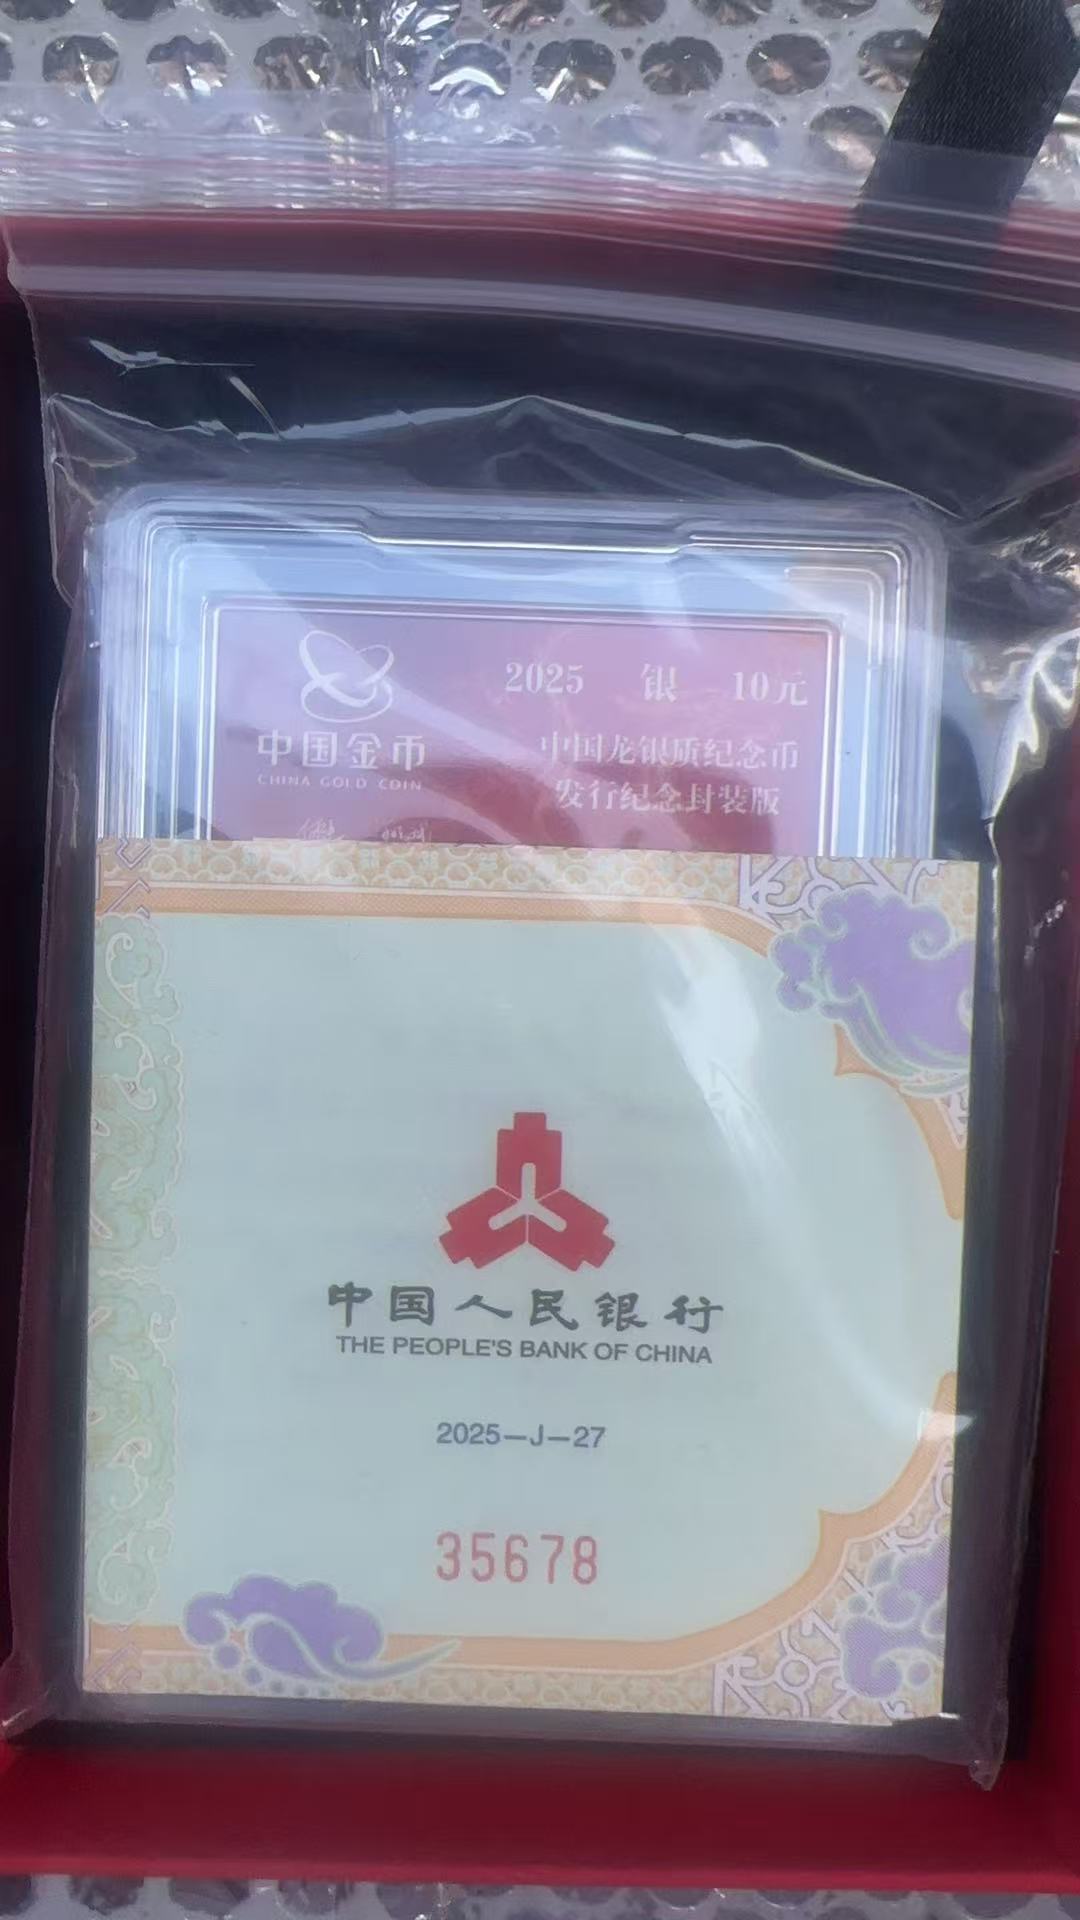 2025 银 10元
中国金币
CHINA GOLD COIN
中国龙银质纪念币
发行纪念封装版
中国人民银行
THE PEOPLE'S BANK OF CHINA
2025—J—27
35678